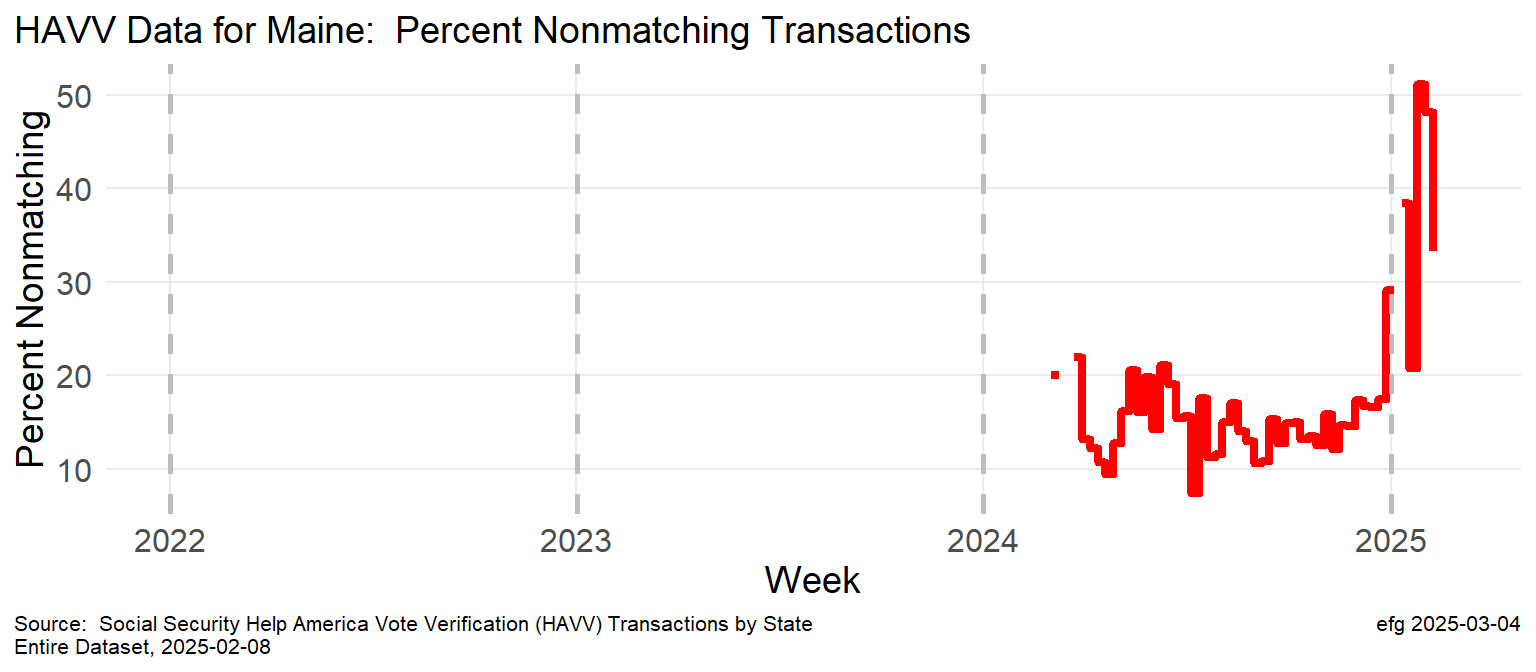 HAVV Data for Maine:  Percent Nonmatching Transactions
Percent Nonmatching
50
40
30
20
10
2022 2023 2024 2025
Week
Source:  Social Security Help America Vote Verification (HAVV) Transactions by State
Entire Dataset, 2025-02-08
efg 2025-03-04